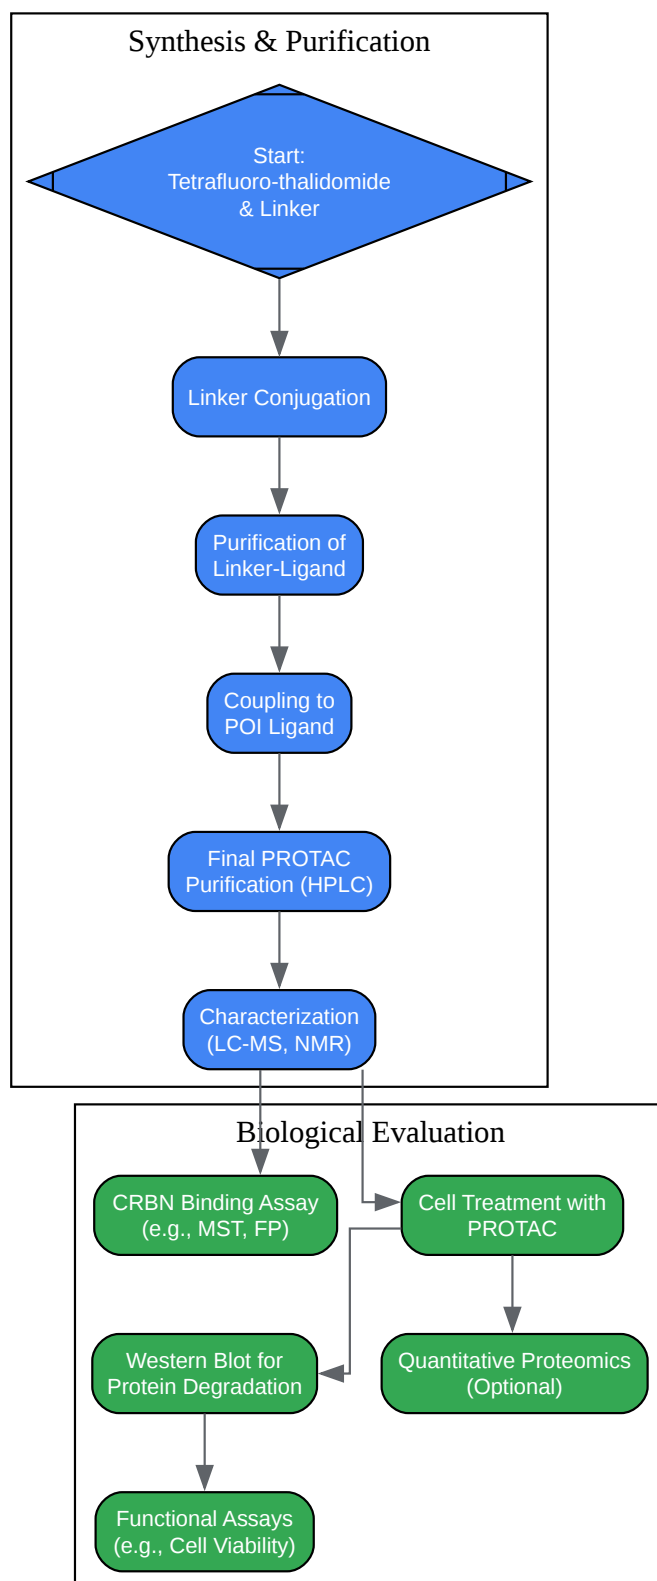 Synthesis & Purification
Start:
Tetrafluoro-thalidomide
& Linker
Linker Conjugation
Purification of
Linker-Ligand
Coupling to
POI Ligand
Final PROTAC
Purification (HPLC)
Characterization
(LC-MS, NMR)
Biological Evaluation
CRBN Binding Assay
(e.g., MST, FP)
Cell Treatment with
PROTAC
Western Blot for
Protein Degradation
Quantitative Proteomics
(Optional)
Functional Assays
(e.g., Cell Viability)